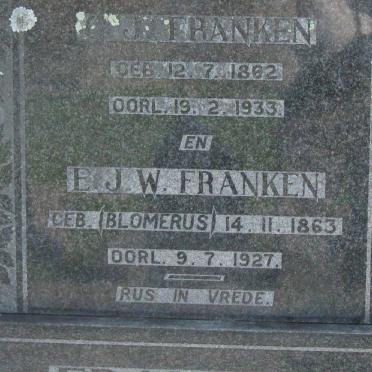 J. FRANKEN
GEB. 12.7.1862
OORL. 19.2.1933.
EN
E.J.W. FRANKEN
GEB. (BLOMERUS) 14.11.1863
OORL. 9.7.1927.
RUS IN VREDE.